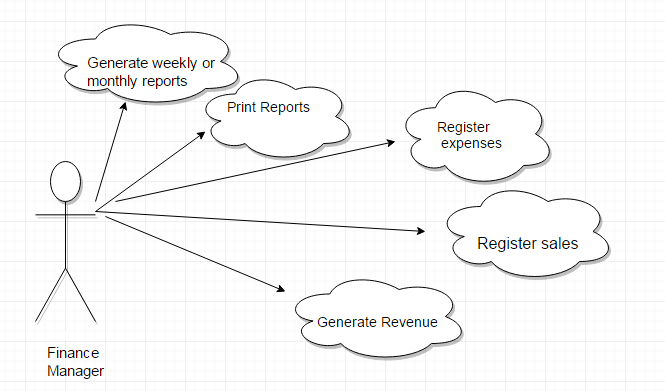 Generate weekly or
monthly reports
Print Reports
Register
expenses
Register sales
Generate Revenue
Finance
Manager